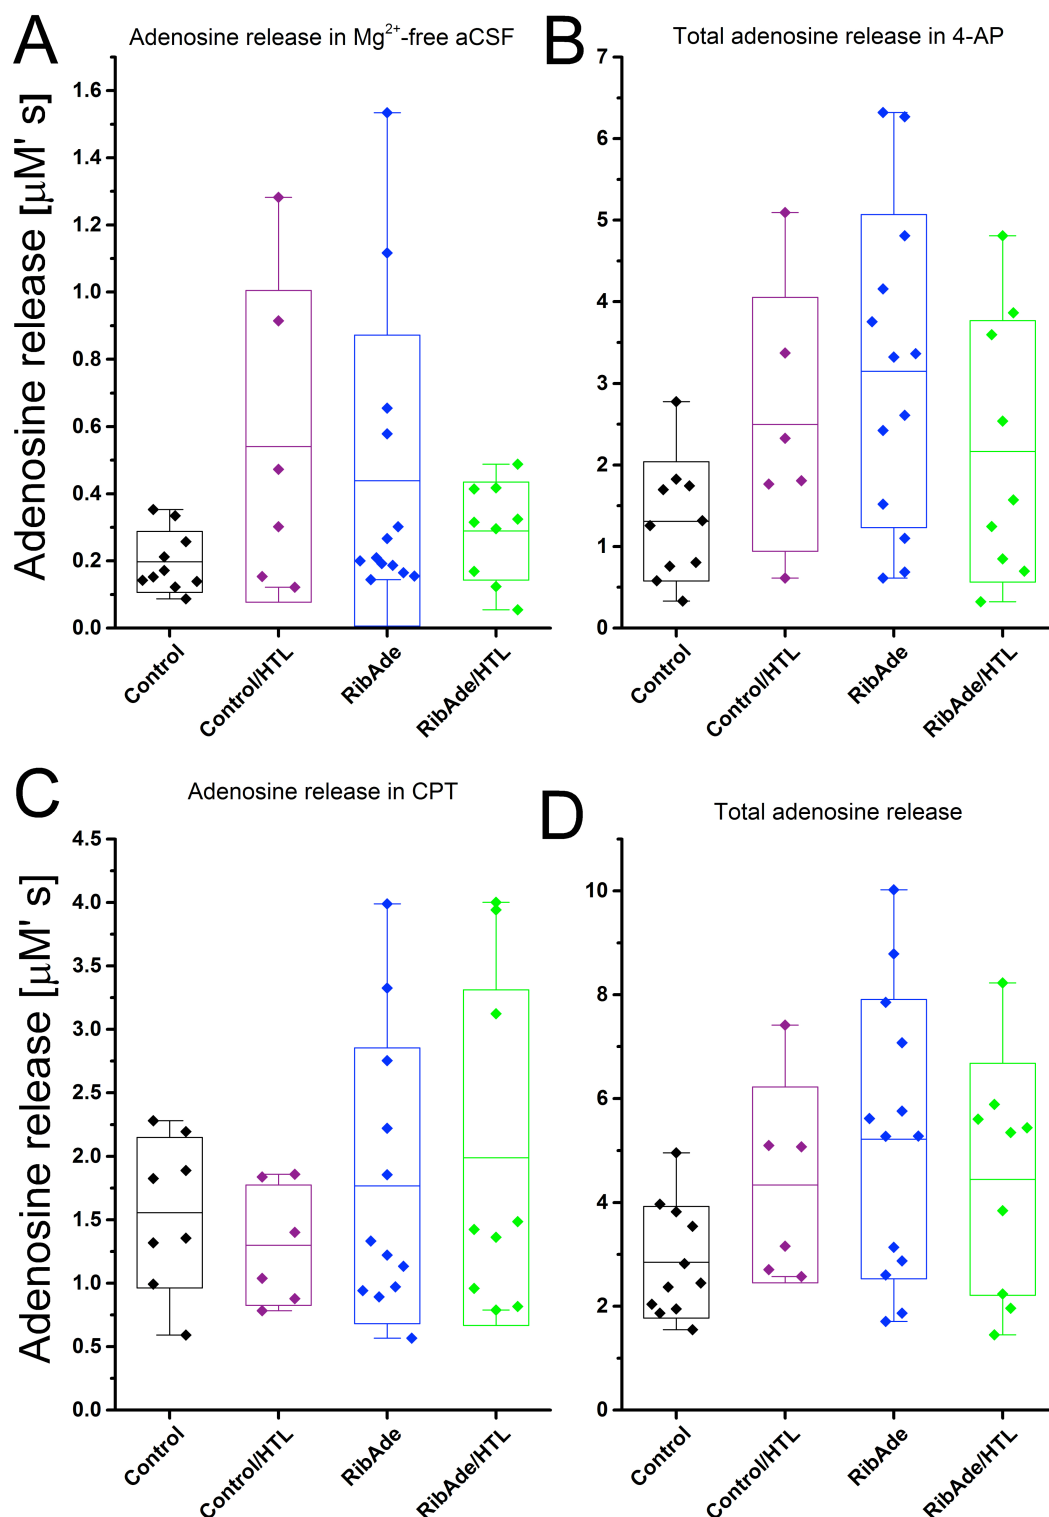 A
Adenosine release in Mg²⁺-free aCSF
Adenosine release [µM' s]
1.6
1.4
1.2
1.0
0.8
0.6
0.4
0.2
0.0
Control
Control/HTL
RibAde
RibAde/HTL
B
Total adenosine release in 4-AP
7
6
5
4
3
2
1
0
Control
Control/HTL
RibAde
RibAde/HTL
C
Adenosine release in CPT
Adenosine release [µM' s]
4.5
4.0
3.5
3.0
2.5
2.0
1.5
1.0
0.5
0.0
Control
Control/HTL
RibAde
RibAde/HTL
D
Total adenosine release
10
8
6
4
2
0
Control
Control/HTL
RibAde
RibAde/HTL